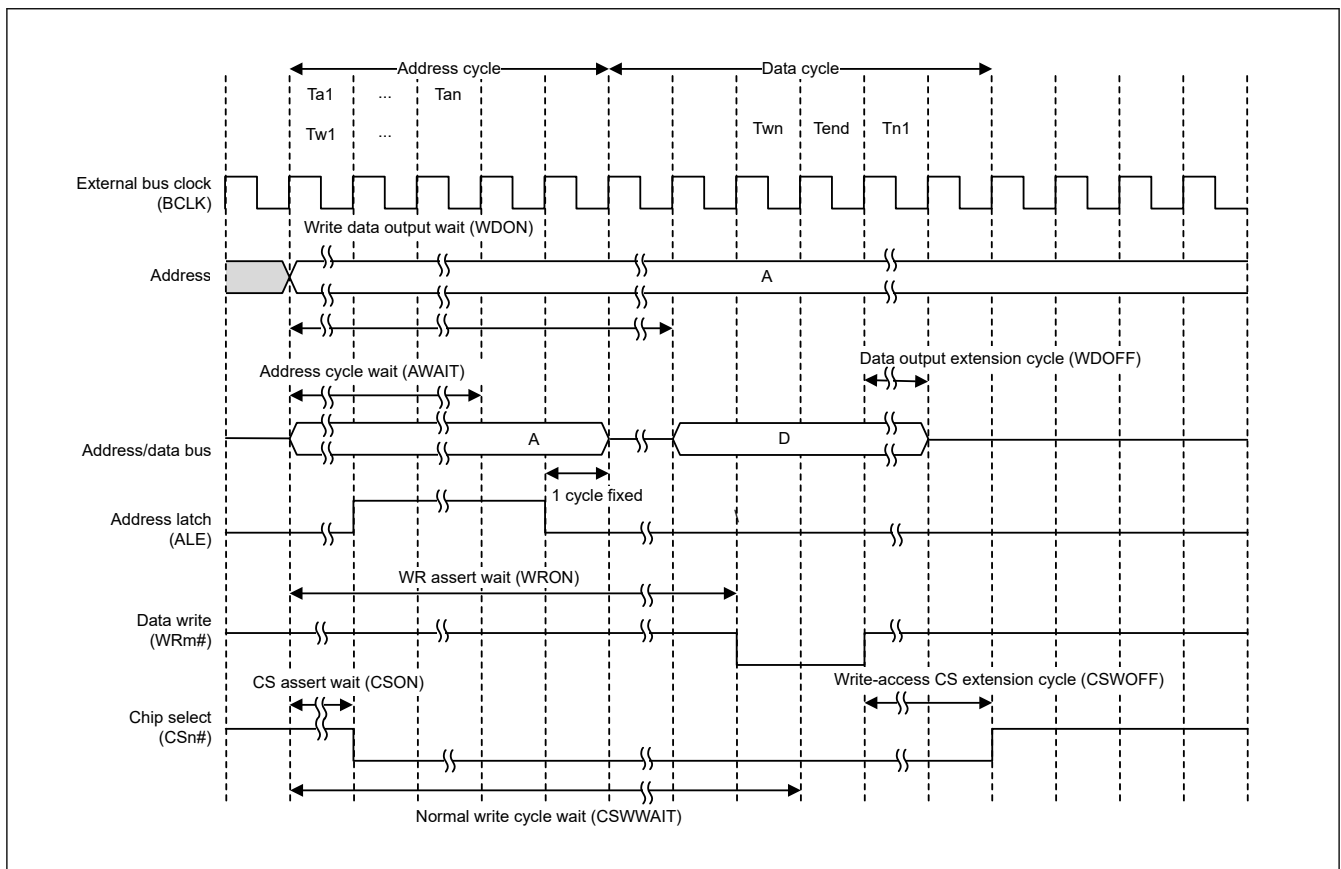 Address cycle Data cycle
Ta1 ... Tan
Tw1 ... Twn Tend Tn1
External bus clock
(BCLK)
Write data output wait (WDON)
Address A
Data output extension cycle (WDOFF)
Address cycle wait (AWAIT)
Address/data bus A D
1 cycle fixed
Address latch
(ALE)
WR assert wait (WRON)
Data write
(WRm#)
CS assert wait (CSON) Write-access CS extension cycle (CSWOFF)
Chip select
(CSn#)
Normal write cycle wait (CSWWAIT)